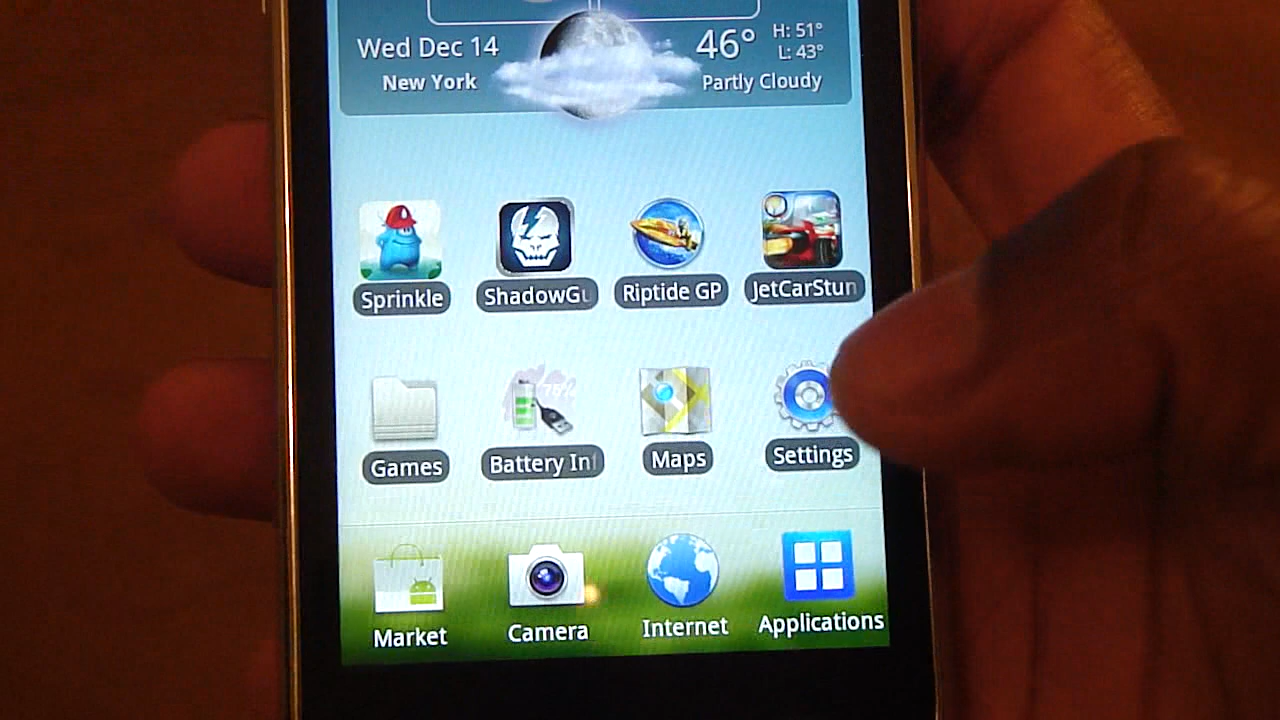 Wed Dec 14
New York
46°
H: 51°
L: 43°
Partly Cloudy
Sprinkle
ShadowGu
Riptide GP
JetCarStun
Games
Battery Inf
Maps
Settings
Market
Camera
Internet
Applications